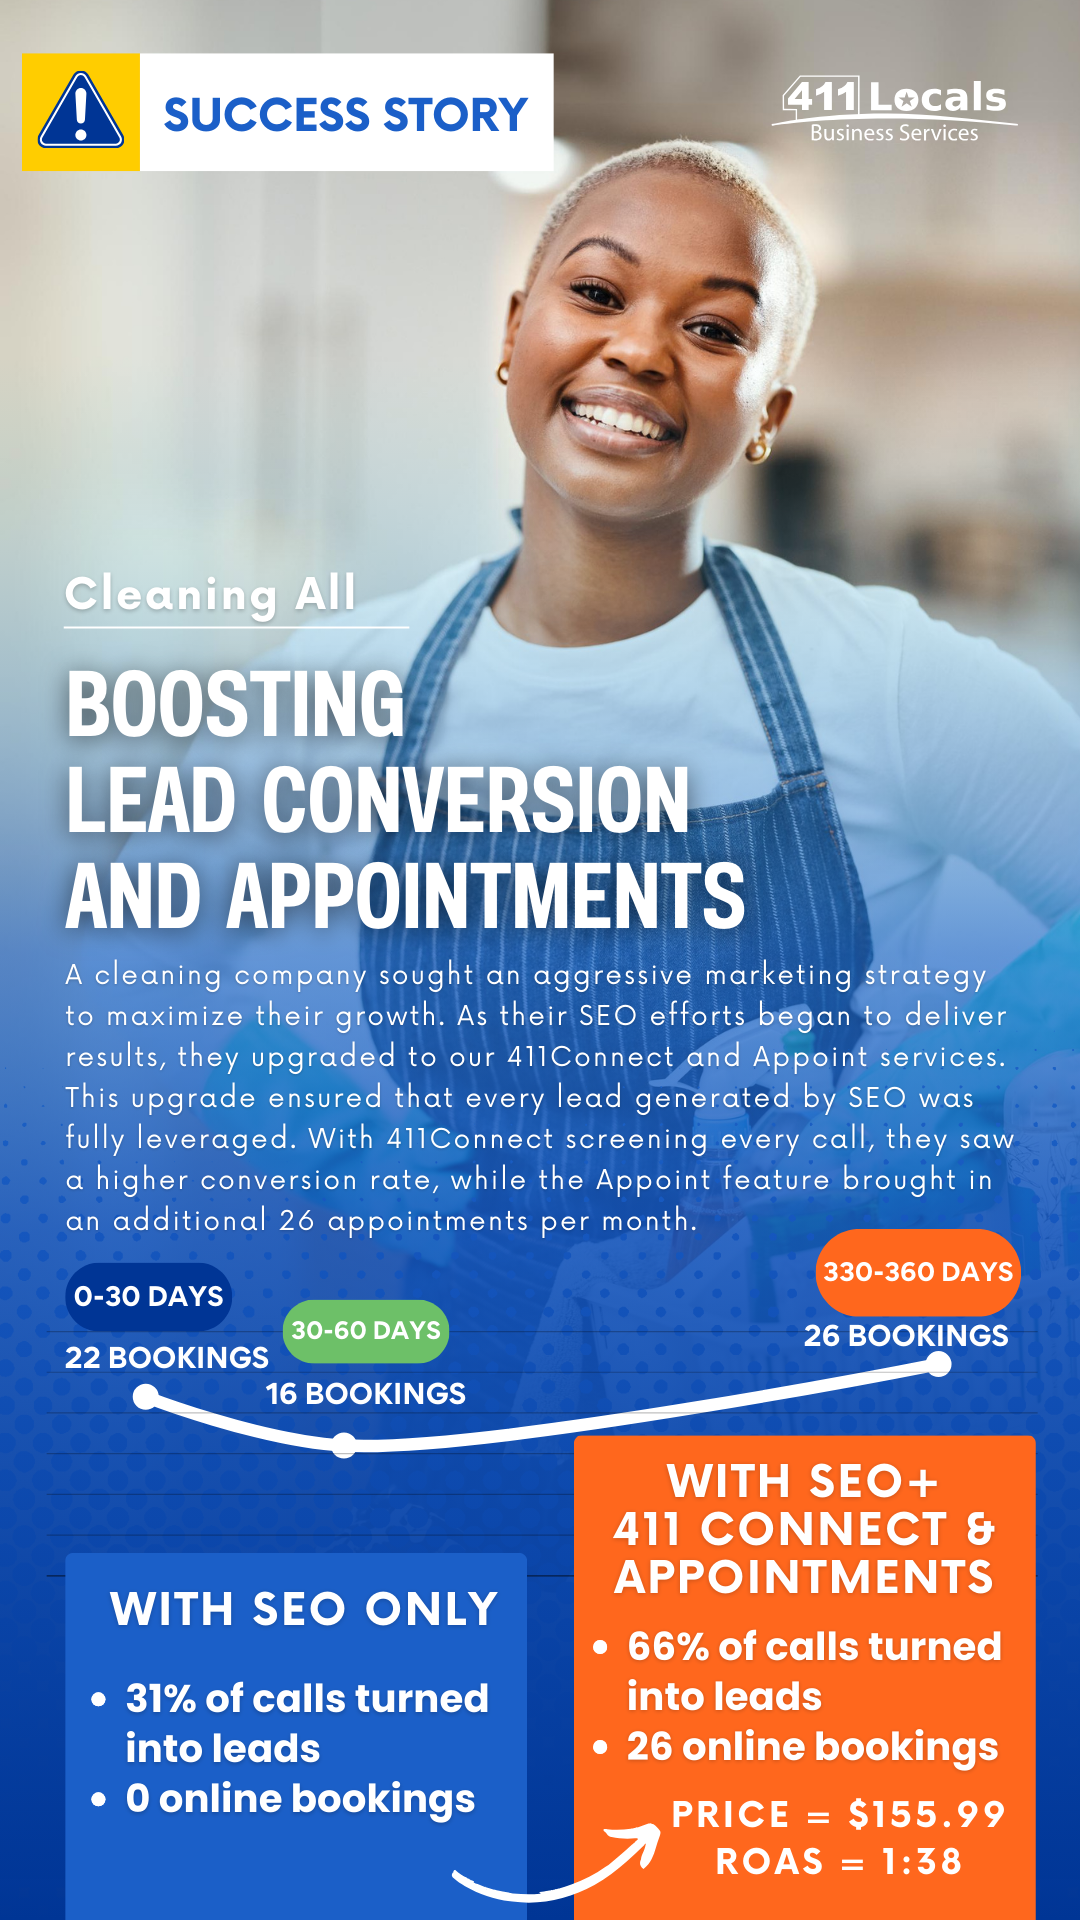 SUCCESS STORY
411 Locals
Business Services
Cleaning All
BOOSTING
LEAD CONVERSION
AND APPOINTMENTS
A cleaning company sought an aggressive marketing strategy
to maximize their growth. As their SEO efforts began to deliver
results, they upgraded to our 411Connect and Appoint services.
This upgrade ensured that every lead generated by SEO was
fully leveraged. With 411Connect screening every call, they saw
a higher conversion rate, while the Appoint feature brought in
an additional 26 appointments per month.
0-30 DAYS
22 BOOKINGS
30-60 DAYS
16 BOOKINGS
330-360 DAYS
26 BOOKINGS
WITH SEO ONLY
• 31% of calls turned
into leads
• 0 online bookings
WITH SEO+
411 CONNECT &
APPOINTMENTS
• 66% of calls turned
into leads
• 26 online bookings
PRICE = $155.99
ROAS = 1:38